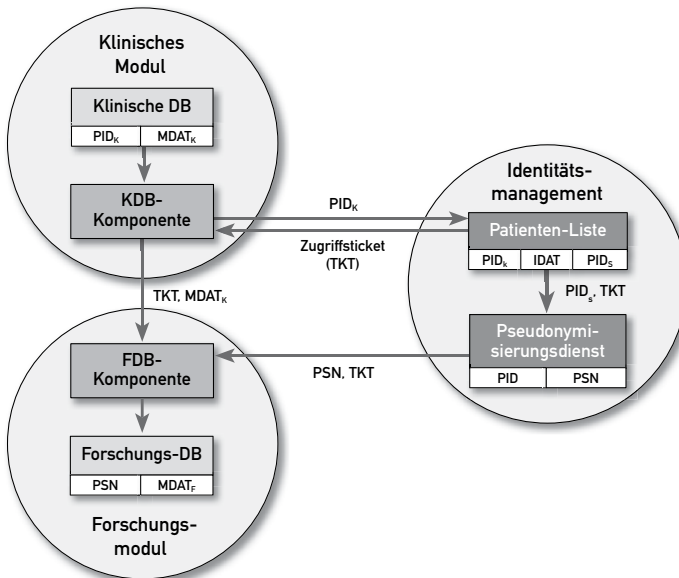 Klinisches
Modul
Klinische DB
PIDK MDATK
KDB-
Komponente
PIDK
Zugriffsticket
(TKT)
Identitäts-
management
Patienten-Liste
PIDk IDAT PIDS
PIDs, TKT
TKT, MDATK
Pseudonymi-
sierungsdienst
PID PSN
FDB-
Komponente
PSN, TKT
Forschungs-DB
PSN MDATF
Forschungs-
modul